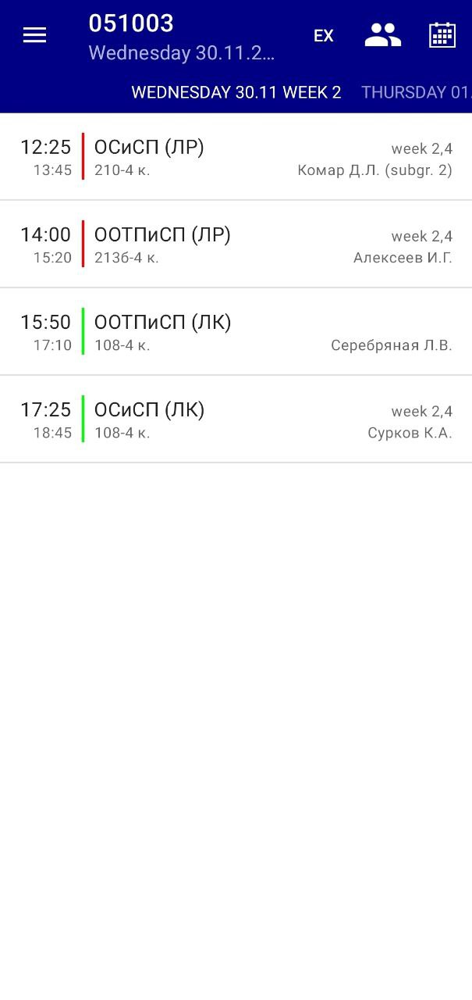 051003
Wednesday 30.11.2...
EX
WEDNESDAY 30.11 WEEK 2 THURSDAY 01.
12:25 ОСиСП (ЛР) week 2,4
13:45 210-4 к. Комар Д.Л. (subgr. 2)
14:00 ООТПиСП (ЛР) week 2,4
15:20 213б-4 к. Алексеев И.Г.
15:50 ООТПиСП (ЛК)
17:10 108-4 к. Серебряная Л.В.
17:25 ОСиСП (ЛК) week 2,4
18:45 108-4 к. Сурков К.А.